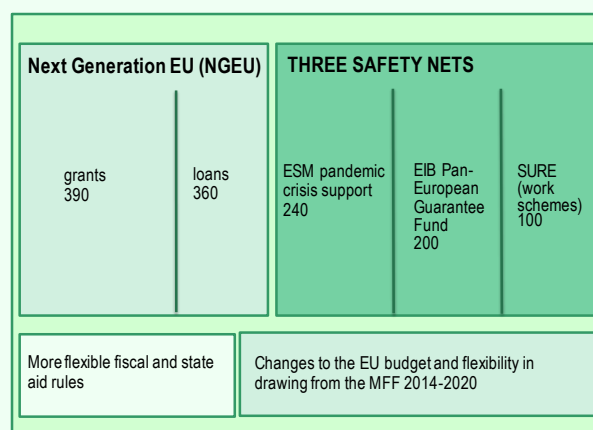 Next Generation EU (NGEU)
THREE SAFETY NETS
grants
390
loans
360
ESM pandemic
crisis support
240
EIB Pan-
European
Guarantee
Fund
200
SURE
(work
schemes)
100
More flexible fiscal and state
aid rules
Changes to the EU budget and flexibility in
drawing from the MFF 2014-2020